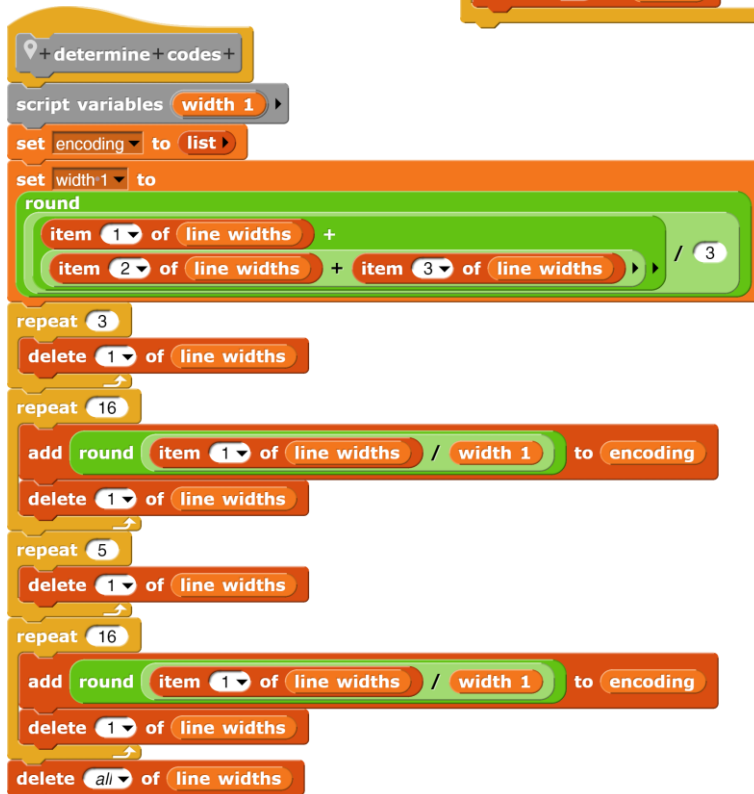 +determine+codes+
script variables width 1
set encoding to list
set width 1 to
round
item 1 of line widths +
item 2 of line widths + item 3 of line widths / 3
repeat 3
delete 1 of line widths
repeat 16
add round item 1 of line widths / width 1 to encoding
delete 1 of line widths
repeat 5
delete 1 of line widths
repeat 16
add round item 1 of line widths / width 1 to encoding
delete 1 of line widths
delete all of line widths